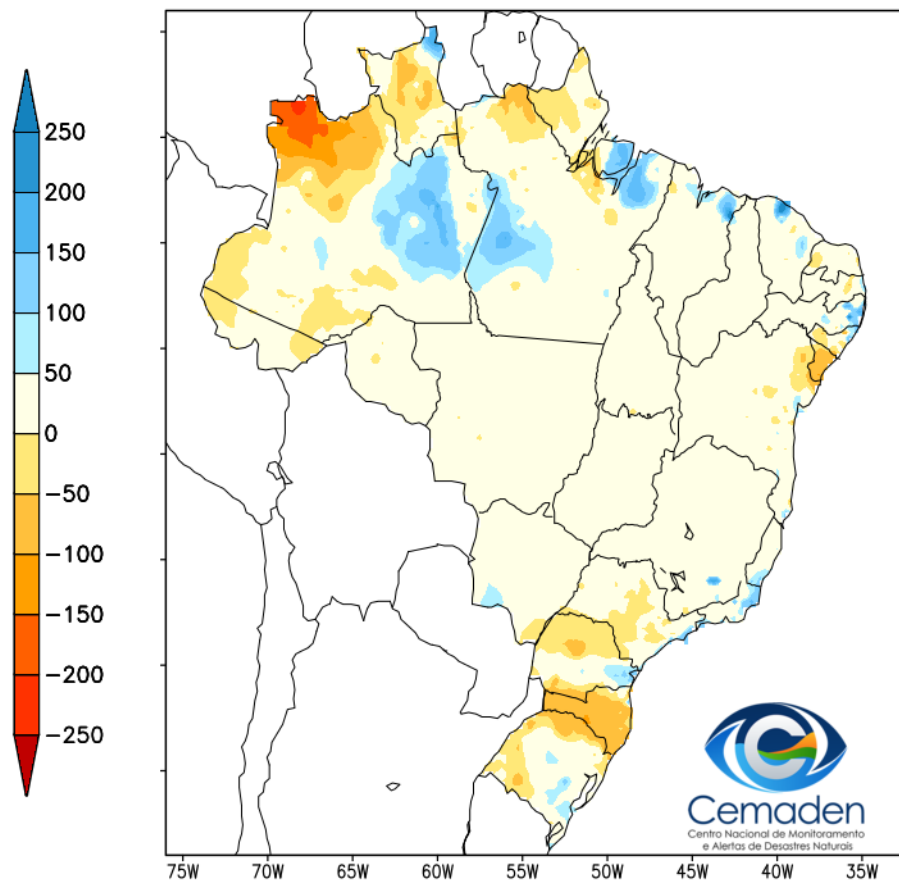 250
200
150
100
50
0
−50
−100
−150
−200
−250
Cemaden
Centro Nacional de Monitoramento
e Alertas de Desastres Naturais
75W 70W 65W 60W 55W 50W 45W 40W 35W